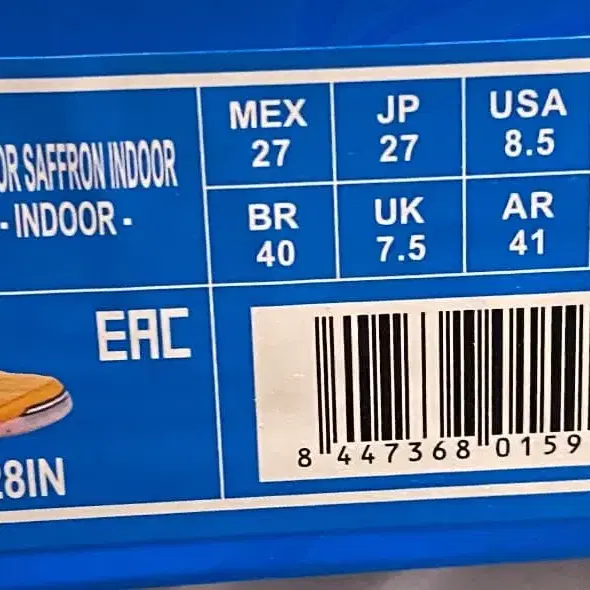 OR SAFFRON INDOOR
- INDOOR -
MEX
27
JP
27
USA
8.5
BR
40
UK
7.5
AR
41
EAC
28IN
8 447368 0159